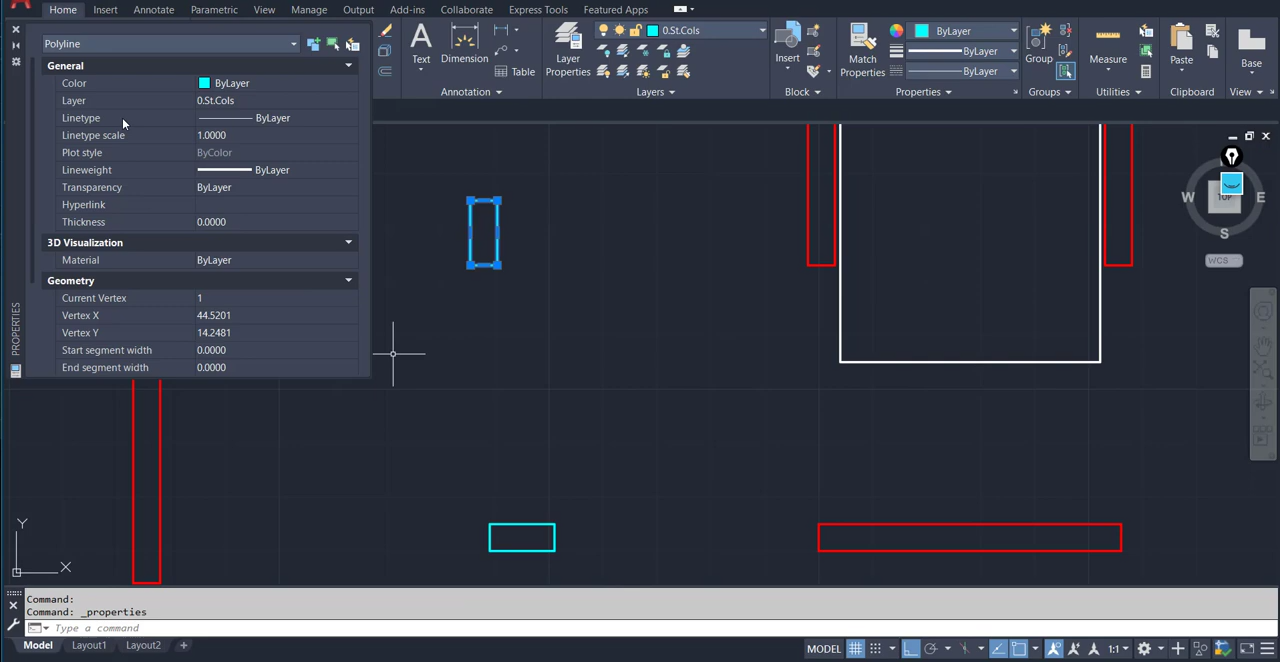 Home Insert Annotate Parametric View Manage Output Add-ins Collaborate Express Tools Featured Apps
Polyline
General
Color ByLayer
Layer 0.St.Cols
Linetype ByLayer
Linetype scale 1.0000
Plot style ByColor
Lineweight ByLayer
Transparency ByLayer
Hyperlink
Thickness 0.0000
3D Visualization
Material ByLayer
Geometry
Current Vertex 1
Vertex X 44.5201
Vertex Y 14.2481
Start segment width 0.0000
End segment width 0.0000
PROPERTIES
Text
Dimension
Table
Annotation
Layer Properties
0.St.Cols
Layers
Insert
Block
Match Properties
ByLayer
ByLayer
ByLayer
Properties
Group
Groups
Measure
Utilities
Paste
Clipboard
Base
View
TOP
W E
S
WCS
Y
X
Command:
Command: _properties
Type a command
Model Layout1 Layout2 +
MODEL 1:1